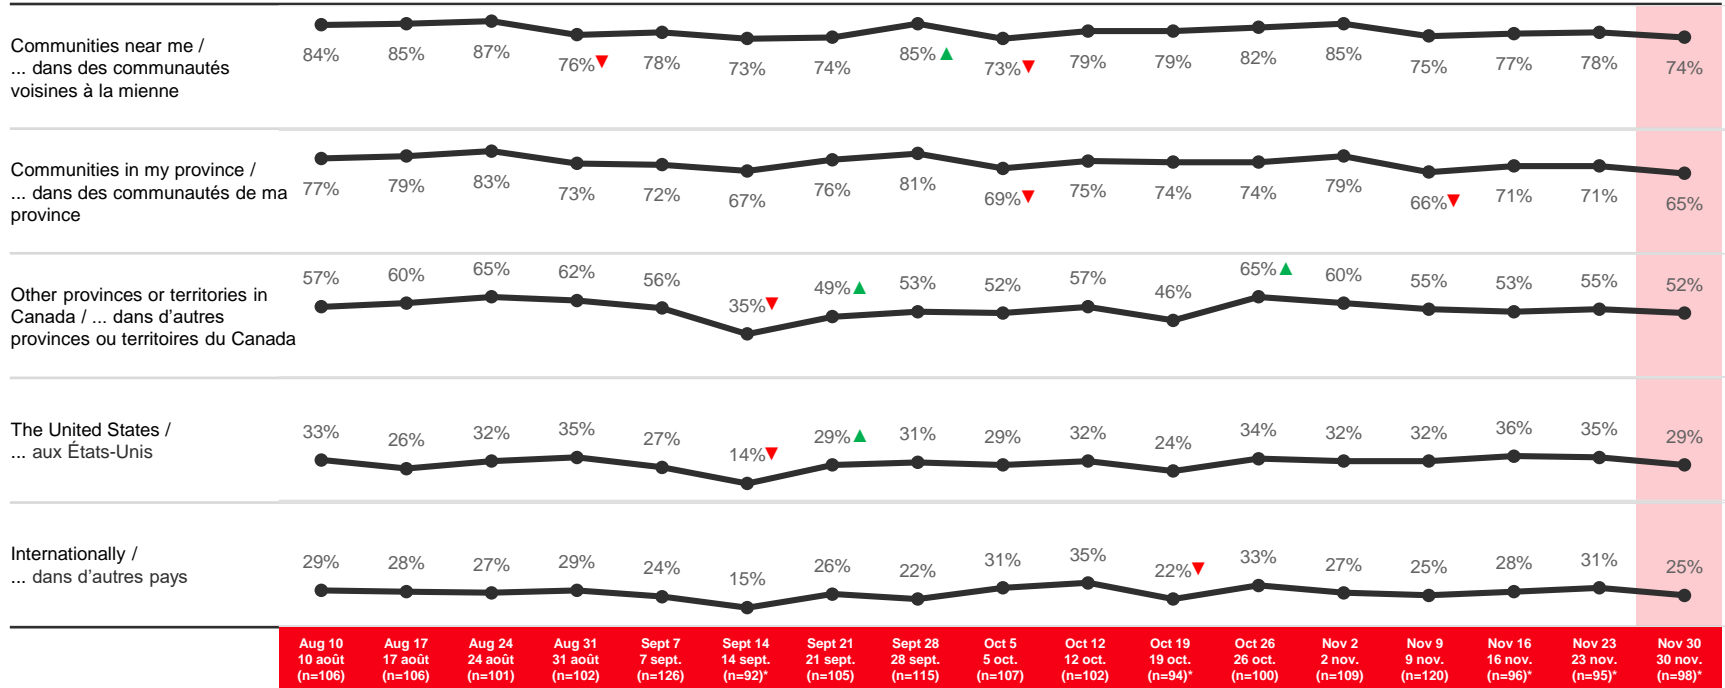 Communities near me /
... dans des communautés
voisines à la mienne
84% 85% 87% 76%▼ 78% 73% 74% 85%▲ 73%▼ 79% 79% 82% 85% 75% 77% 78% 74%
Communities in my province /
... dans des communautés de ma
province
77% 79% 83% 73% 72% 67% 76% 81% 69%▼ 75% 74% 74% 79% 66%▼ 71% 71% 65%
Other provinces or territories in
Canada / ... dans d'autres
provinces ou territoires du Canada
57% 60% 65% 62% 56% 35%▼ 49%▲ 53% 52% 57% 46% 65%▲ 60% 55% 53% 55% 52%
The United States /
... aux États-Unis
33% 26% 32% 35% 27% 14%▼ 29%▲ 31% 29% 32% 24% 34% 32% 32% 36% 35% 29%
Internationally /
... dans d'autres pays
29% 28% 27% 29% 24% 15% 26% 22% 31% 35% 22%▼ 33% 27% 25% 28% 31% 25%
Aug 10 Aug 17 Aug 24 Aug 31 Sept 7 Sept 14 Sept 21 Sept 28 Oct 5 Oct 12 Oct 19 Oct 26 Nov 2 Nov 9 Nov 16 Nov 23 Nov 30
10 août 17 août 24 août 31 août 7 sept. 14 sept. 21 sept. 28 sept. 5 oct. 12 oct. 19 oct. 26 oct. 2 nov. 9 nov. 16 nov. 23 nov. 30 nov.
(n=106) (n=106) (n=101) (n=102) (n=126) (n=92)* (n=105) (n=115) (n=107) (n=102) (n=94)* (n=100) (n=109) (n=120) (n=96)* (n=95)* (n=98)*